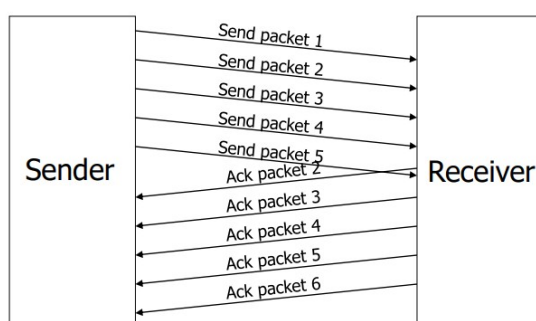 Send packet 1
Send packet 2
Send packet 3
Send packet 4
Send packet 5
Sender
Receiver
Ack packet 2
Ack packet 3
Ack packet 4
Ack packet 5
Ack packet 6